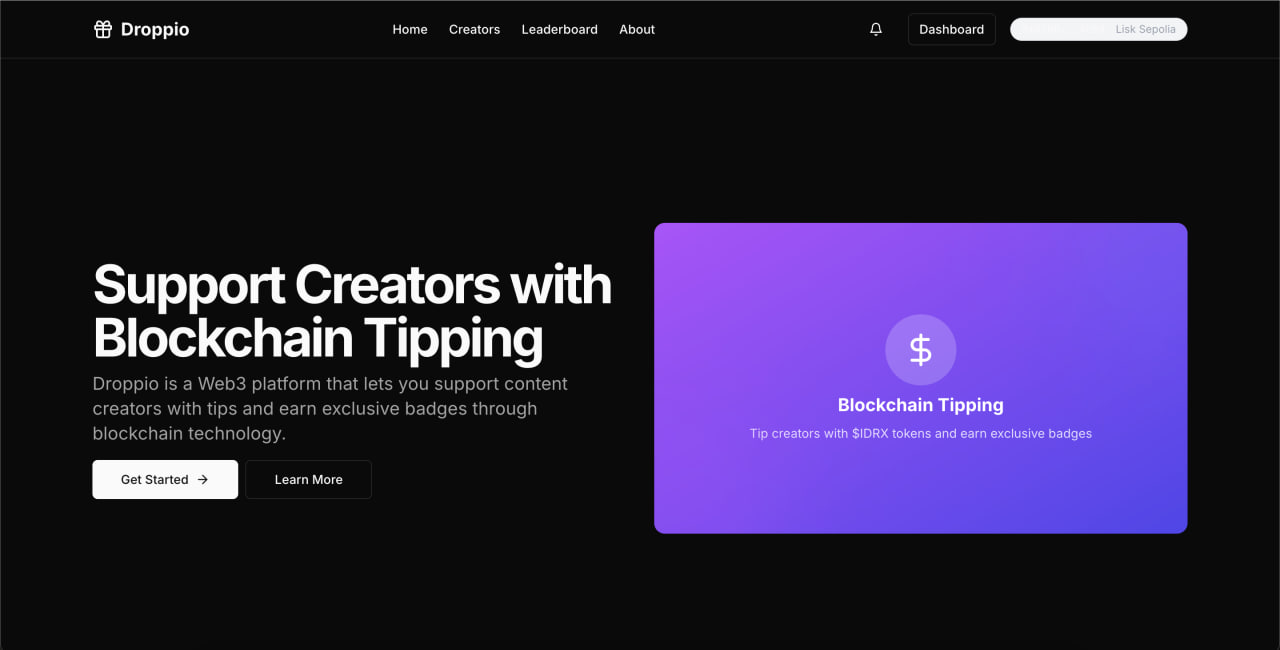 Droppio
Home
Creators
Leaderboard
About
Dashboard
Lisk Sepolia
Support Creators with
Blockchain Tipping
Droppio is a Web3 platform that lets you support content
creators with tips and earn exclusive badges through
blockchain technology.
Get Started →
Learn More
$
Blockchain Tipping
Tip creators with $IDRX tokens and earn exclusive badges